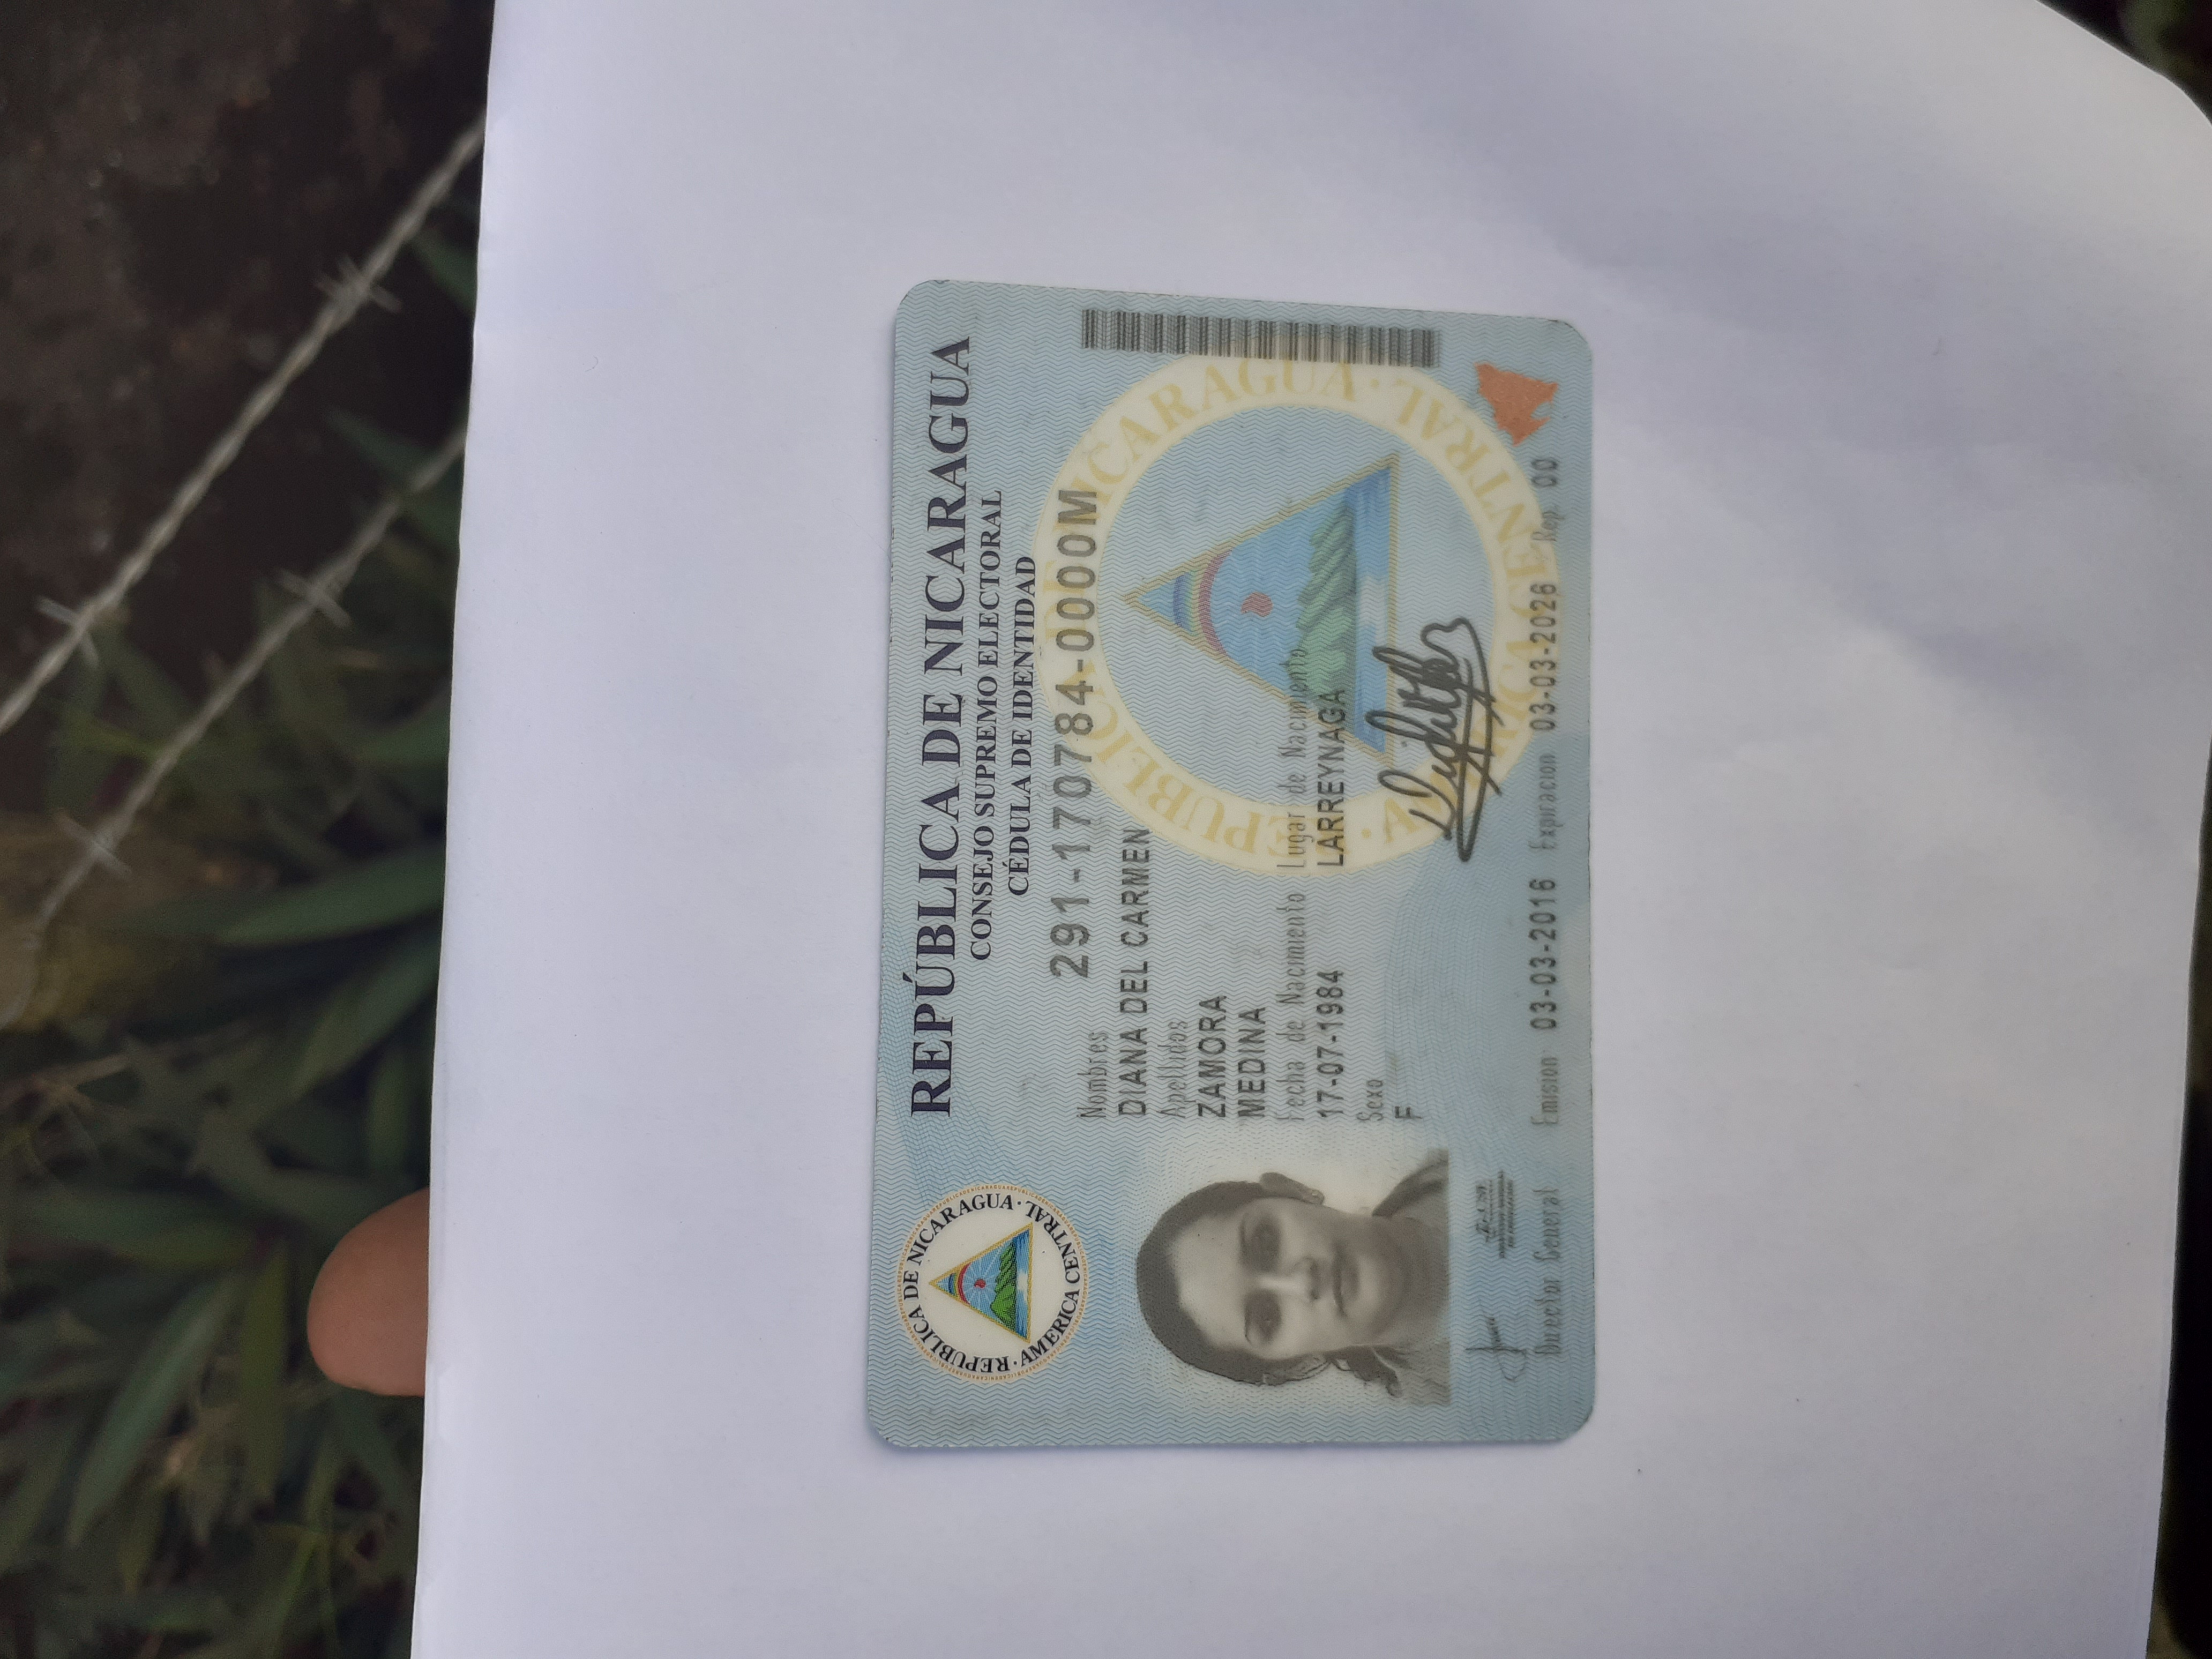 REPÚBLICA DE NICARAGUA
CONSEJO SUPREMO ELECTORAL
CÉDULA DE IDENTIDAD
REPUBLICA DE NICARAGUA · AMERICA CENTRAL ·
291-170784-0000M
Nombres
DIANA DEL CARMEN
Apellidos
ZAMORA
MEDINA
Fecha de Nacimiento Lugar de Nacimiento
17-07-1984 LARREYNAGA
Sexo
F
Director General Emision 03-03-2016 Expiracion 03-03-2026 Rep. 00
REPUBLICA DE NICARAGUA · AMERICA CENTRAL ·